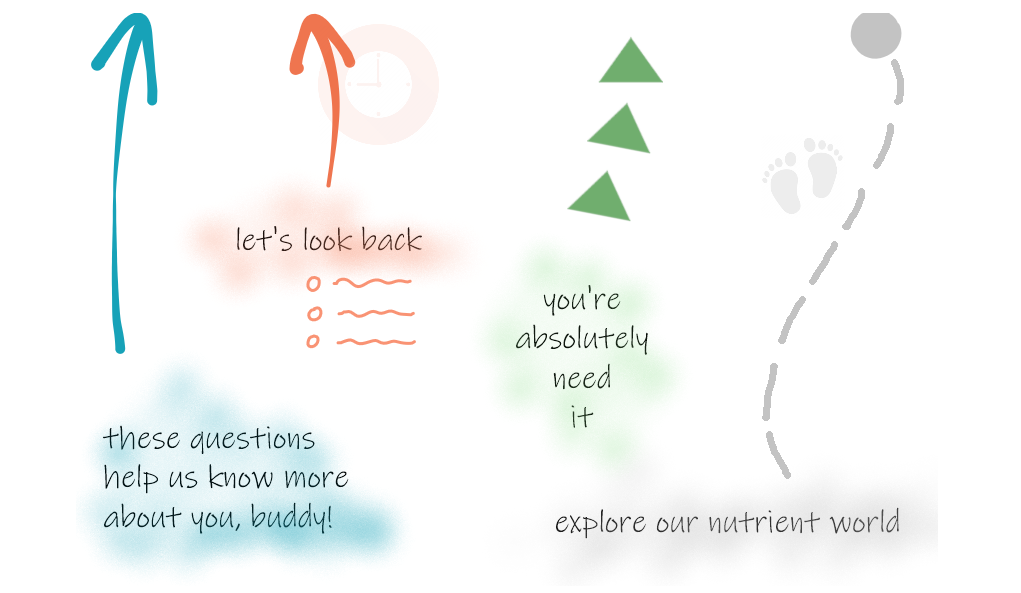 let's look back
you're
absolutely
need
it
these questions
help us know more
about you, buddy!
explore our nutrient world